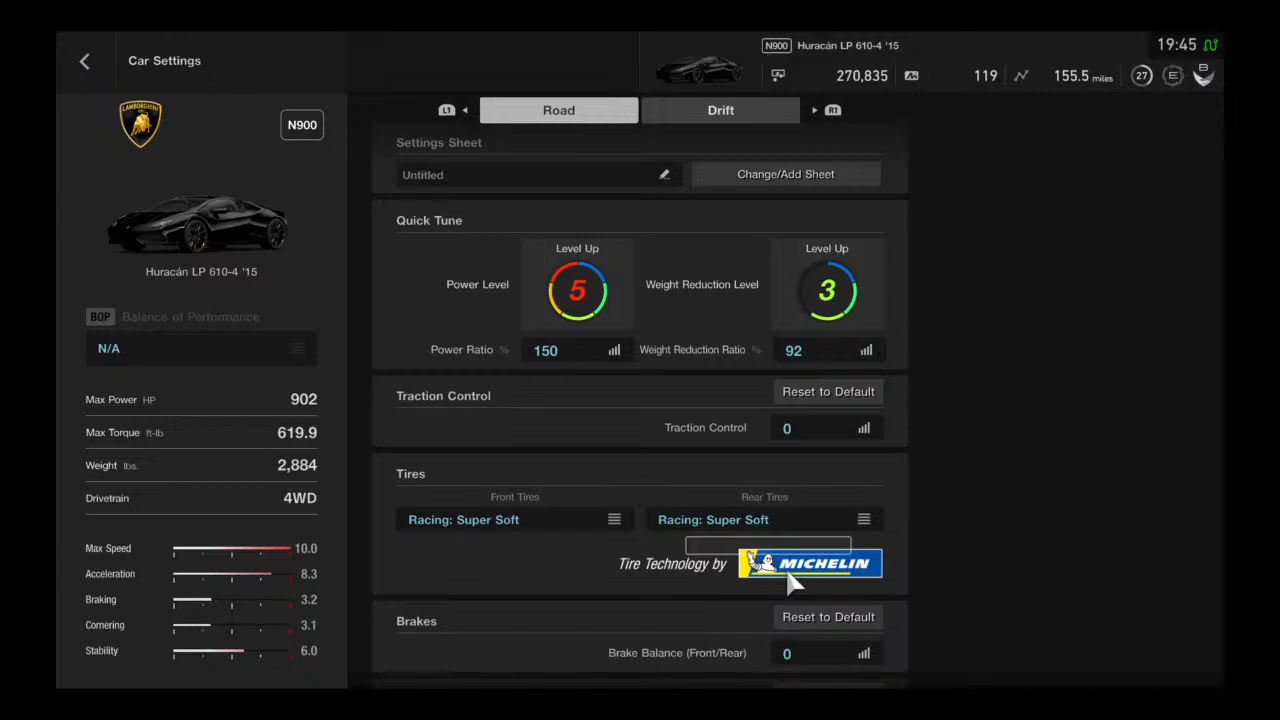 Car Settings
N900 Huracán LP 610-4 '15
19:45
270,835 119 155.5 miles 27 E B
LAMBORGHINI
N900
Huracán LP 610-4 '15
BOP Balance of Performance
N/A
Max Power HP 902
Max Torque ft-lb 619.9
Weight lbs. 2,884
Drivetrain 4WD
Max Speed 10.0
Acceleration 8.3
Braking 3.2
Cornering 3.1
Stability 6.0
L1 Road Drift R1
Settings Sheet
Untitled Change/Add Sheet
Quick Tune
Level Up Level Up
Power Level 5 Weight Reduction Level 3
Power Ratio % 150 Weight Reduction Ratio % 92
Traction Control Reset to Default
Traction Control 0
Tires
Front Tires Rear Tires
Racing: Super Soft Racing: Super Soft
Tire Technology by MICHELIN
Brakes Reset to Default
Brake Balance (Front/Rear) 0